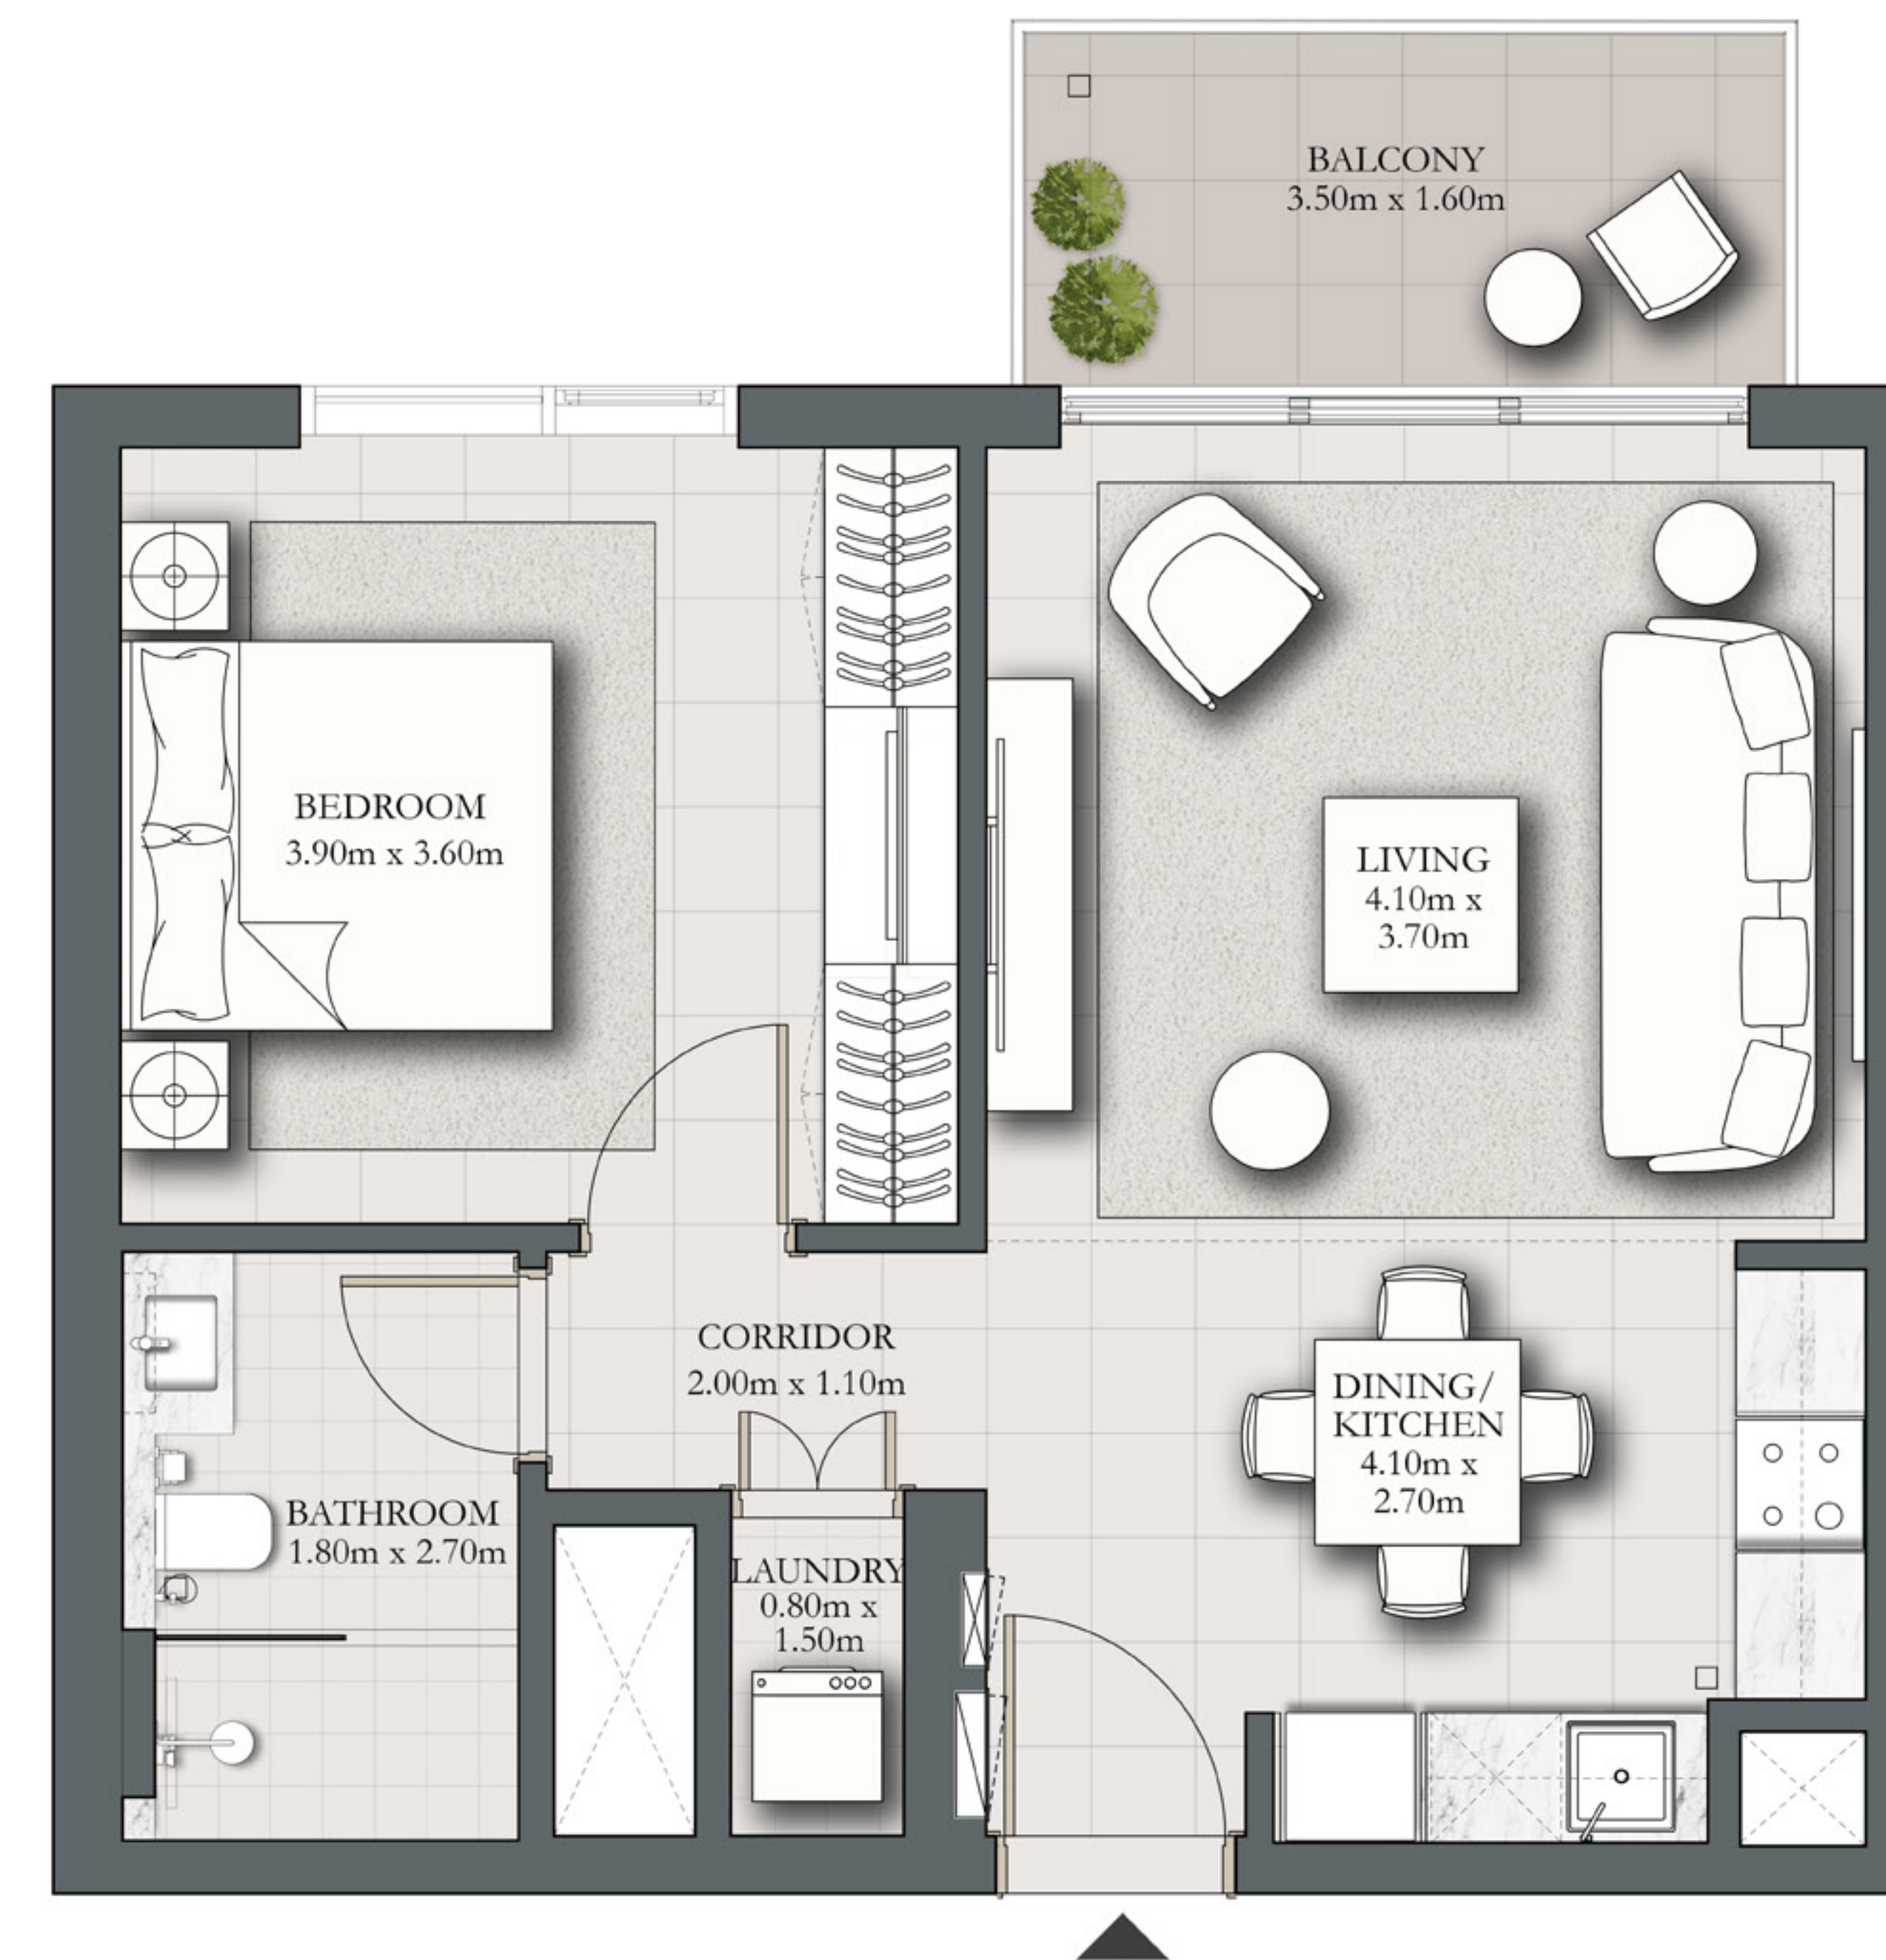 BALCONY
3.50m x 1.60m
BEDROOM
3.90m x 3.60m
LIVING
4.10m x
3.70m
CORRIDOR
2.00m x 1.10m
DINING/
KITCHEN
4.10m x
2.70m
BATHROOM
1.80m x 2.70m
LAUNDRY
0.80m x
1.50m